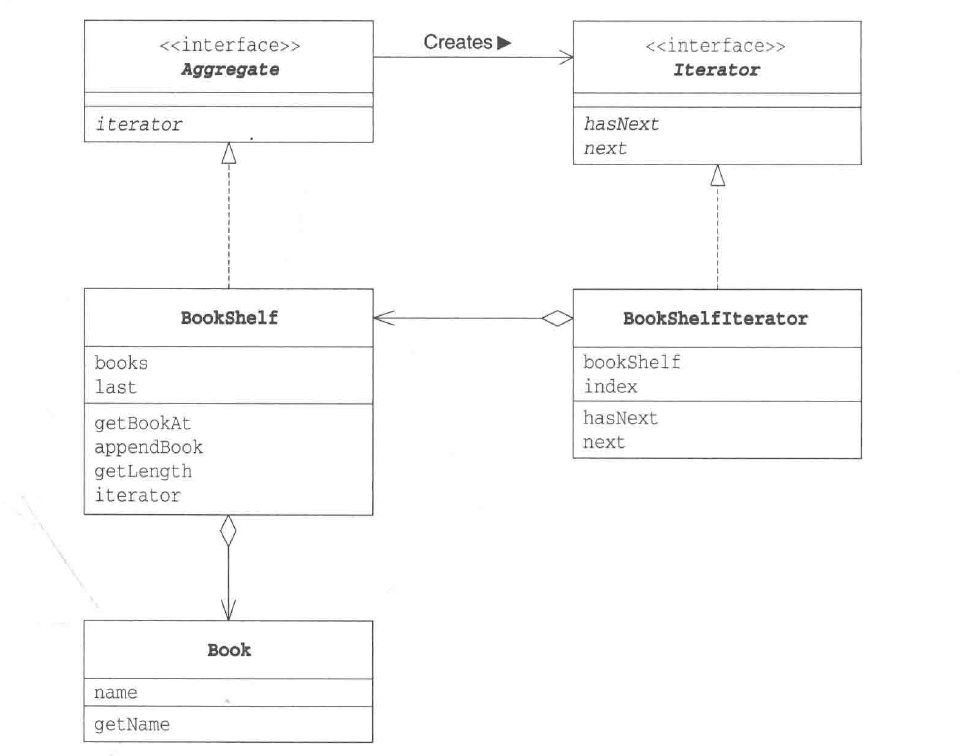 <<interface>>
Aggregate
iterator
Creates ▶
<<interface>>
Iterator
hasNext
next
BookShelf
books
last
getBookAt
appendBook
getLength
iterator
BookShelfIterator
bookShelf
index
hasNext
next
Book
name
getName